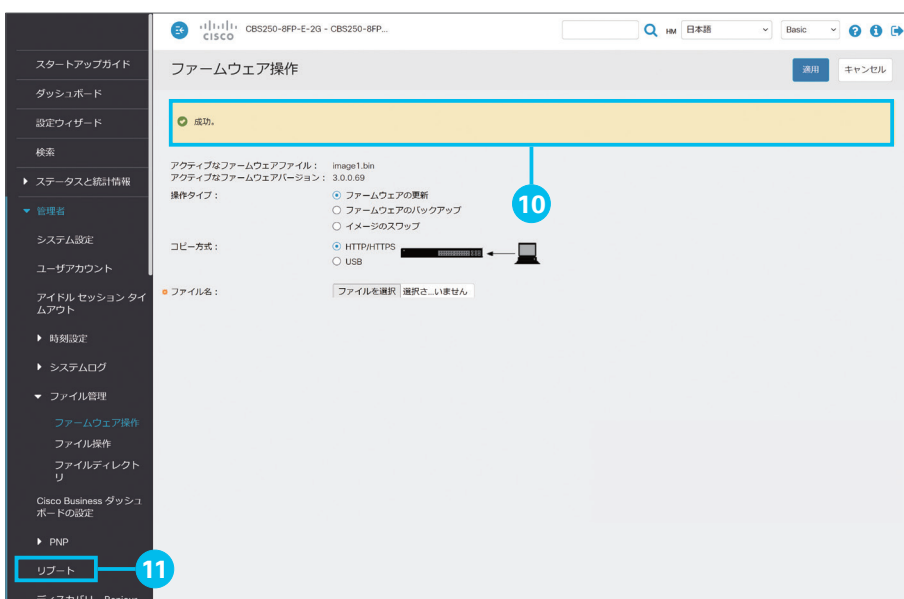 CISCO
CBS250-8FP-E-2G - CBS250-8FP...
HM
日本語
Basic
スタートアップガイド
ダッシュボード
設定ウィザード
検索
ステータスと統計情報
管理者
システム設定
ユーザアカウント
アイドル セッション タイ
ムアウト
時刻設定
システムログ
ファイル管理
ファームウェア操作
ファイル操作
ファイルディレクト
リ
Cisco Business ダッシュ
ボードの設定
PNP
リブート
11
ファームウェア操作
適用
キャンセル
成功。
10
アクティブなファームウェアファイル： image1.bin
アクティブなファームウェアバージョン： 3.0.0.69
操作タイプ：
ファームウェアの更新
ファームウェアのバックアップ
イメージのスワップ
コピー方式：
HTTP/HTTPS
USB
ファイル名：
ファイルを選択 選択さ...いません